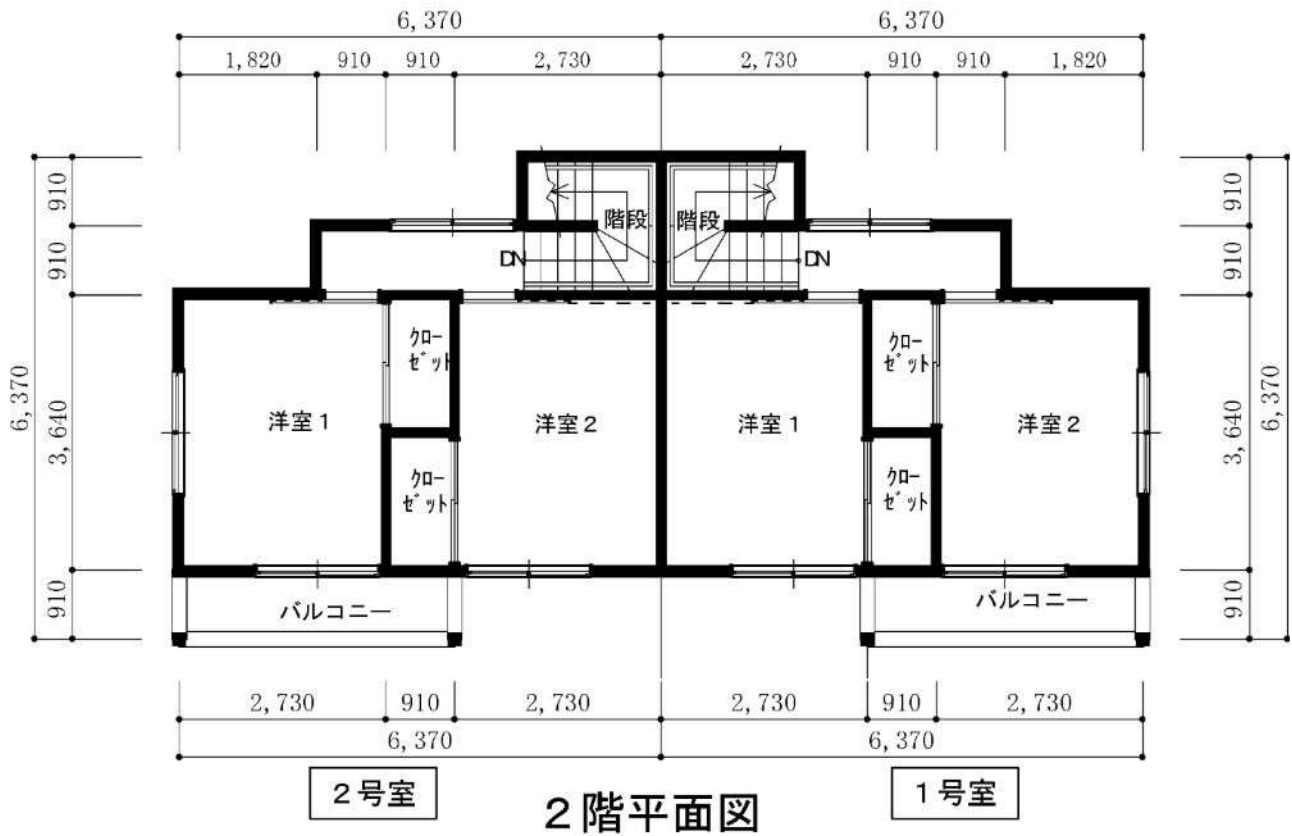 6,370 6,370
1,820 910 910 2,730 2,730 910 910 1,820
910 910
階段 階段
910 DN DN 910
クローゼット クローゼット
6,370 3,640 洋室1 洋室2 洋室1 洋室2 3,640 6,370
クローゼット クローゼット
910 バルコニー バルコニー 910
2,730 910 2,730 2,730 910 2,730
6,370 6,370
2号室 1号室
2階平面図